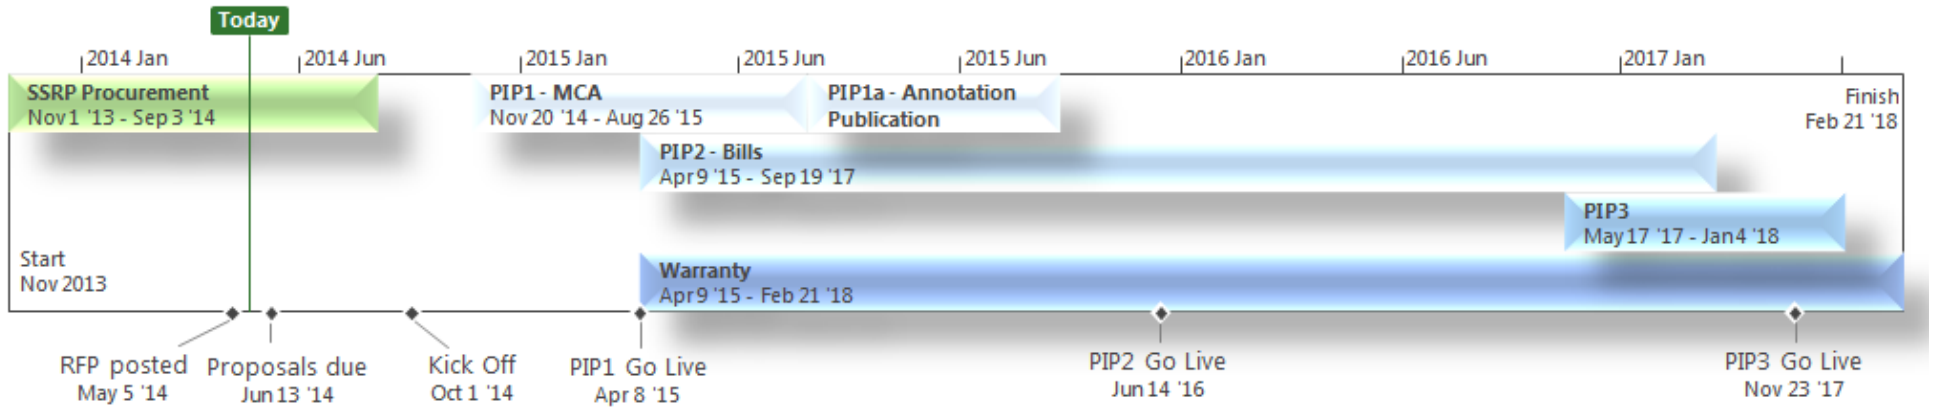 Today
2014 Jan
2014 Jun
2015 Jan
2015 Jun
2015 Jun
2016 Jan
2016 Jun
2017 Jan
SSRP Procurement
Nov 1 '13 - Sep 3 '14
PIP1 - MCA
Nov 20 '14 - Aug 26 '15
PIP1a - Annotation
Publication
Finish
Feb 21 '18
PIP2 - Bills
Apr 9 '15 - Sep 19 '17
PIP3
May 17 '17 - Jan 4 '18
Start
Nov 2013
Warranty
Apr 9 '15 - Feb 21 '18
RFP posted
May 5 '14
Proposals due
Jun 13 '14
Kick Off
Oct 1 '14
PIP1 Go Live
Apr 8 '15
PIP2 Go Live
Jun 14 '16
PIP3 Go Live
Nov 23 '17